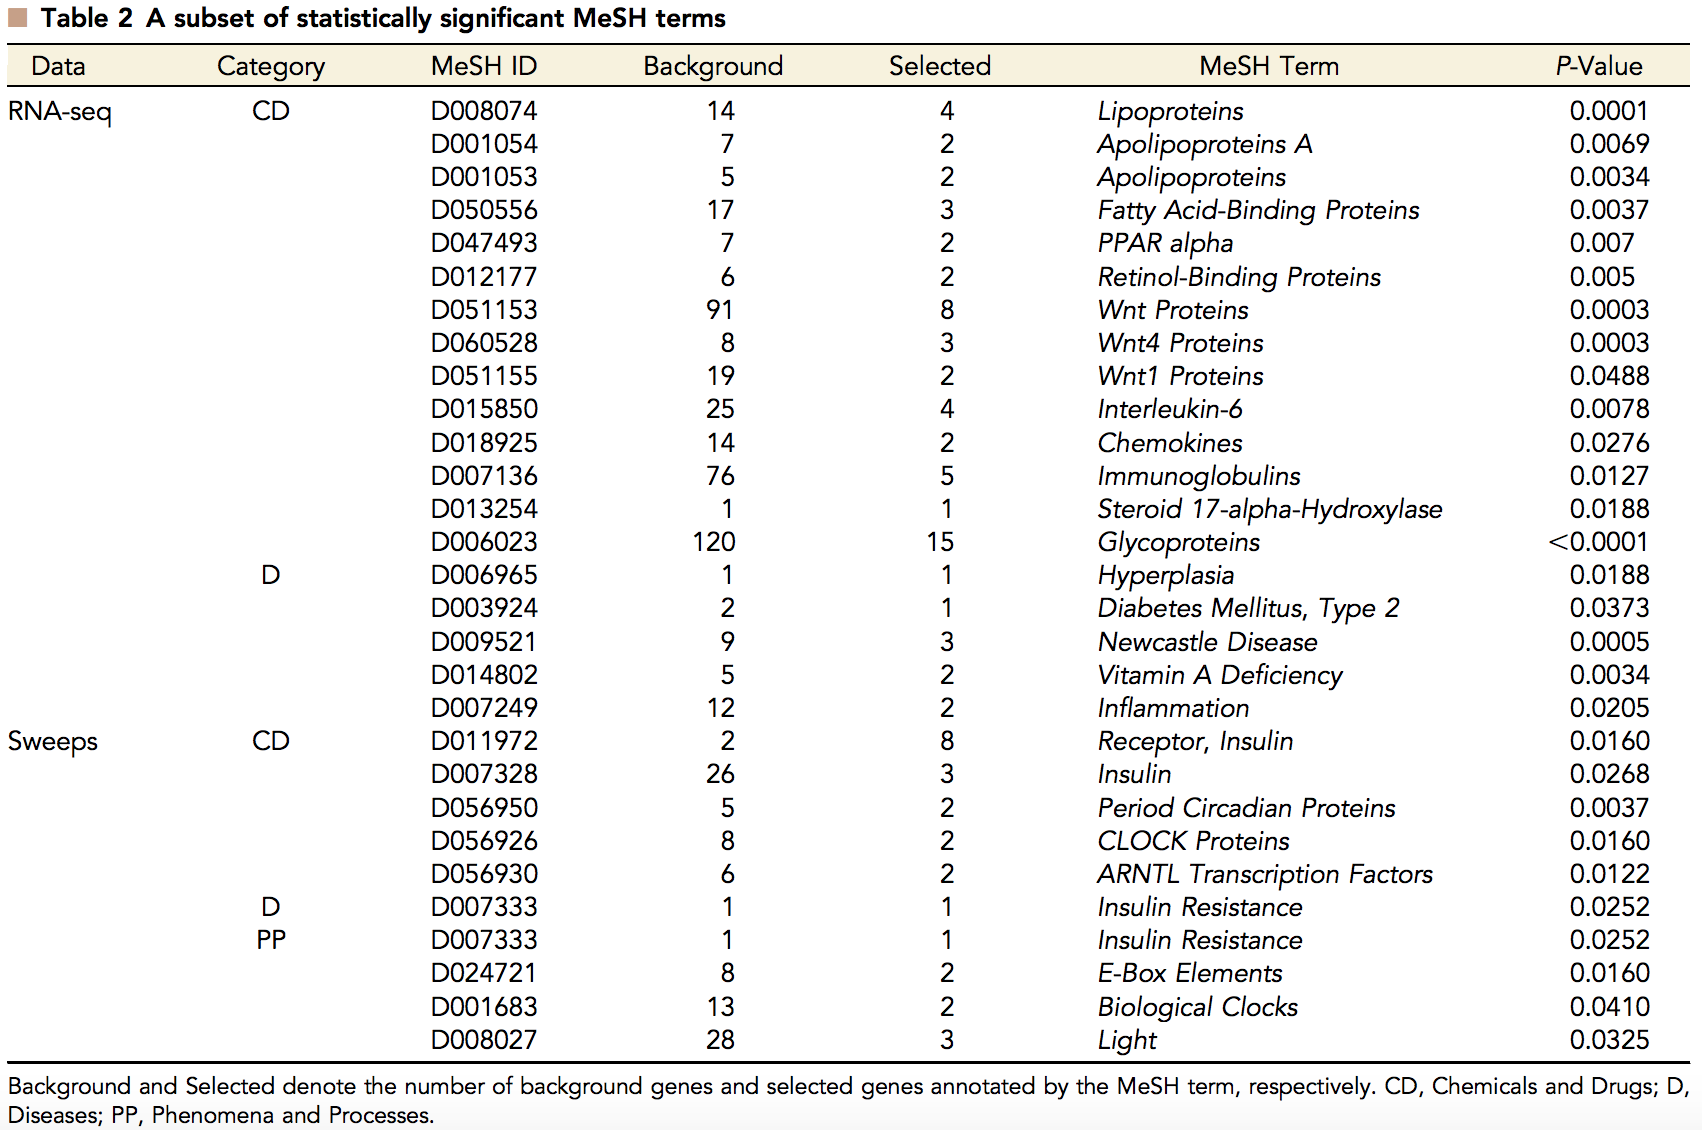 Table 2 A subset of statistically significant MeSH terms
Data Category MeSH ID Background Selected MeSH Term P-Value
RNA-seq CD D008074 14 4 Lipoproteins 0.0001
D001054 7 2 Apolipoproteins A 0.0069
D001053 5 2 Apolipoproteins 0.0034
D050556 17 3 Fatty Acid-Binding Proteins 0.0037
D047493 7 2 PPAR alpha 0.007
D012177 6 2 Retinol-Binding Proteins 0.005
D051153 91 8 Wnt Proteins 0.0003
D060528 8 3 Wnt4 Proteins 0.0003
D051155 19 2 Wnt1 Proteins 0.0488
D015850 25 4 Interleukin-6 0.0078
D018925 14 2 Chemokines 0.0276
D007136 76 5 Immunoglobulins 0.0127
D013254 1 1 Steroid 17-alpha-Hydroxylase 0.0188
D006023 120 15 Glycoproteins <0.0001
D D006965 1 1 Hyperplasia 0.0188
D003924 2 1 Diabetes Mellitus, Type 2 0.0373
D009521 9 3 Newcastle Disease 0.0005
D014802 5 2 Vitamin A Deficiency 0.0034
D007249 12 2 Inflammation 0.0205
Sweeps CD D011972 2 8 Receptor, Insulin 0.0160
D007328 26 3 Insulin 0.0268
D056950 5 2 Period Circadian Proteins 0.0037
D056926 8 2 CLOCK Proteins 0.0160
D056930 6 2 ARNTL Transcription Factors 0.0122
D D007333 1 1 Insulin Resistance 0.0252
PP D007333 1 1 Insulin Resistance 0.0252
D024721 8 2 E-Box Elements 0.0160
D001683 13 2 Biological Clocks 0.0410
D008027 28 3 Light 0.0325
Background and Selected denote the number of background genes and selected genes annotated by the MeSH term, respectively. CD, Chemicals and Drugs; D,
Diseases; PP, Phenomena and Processes.